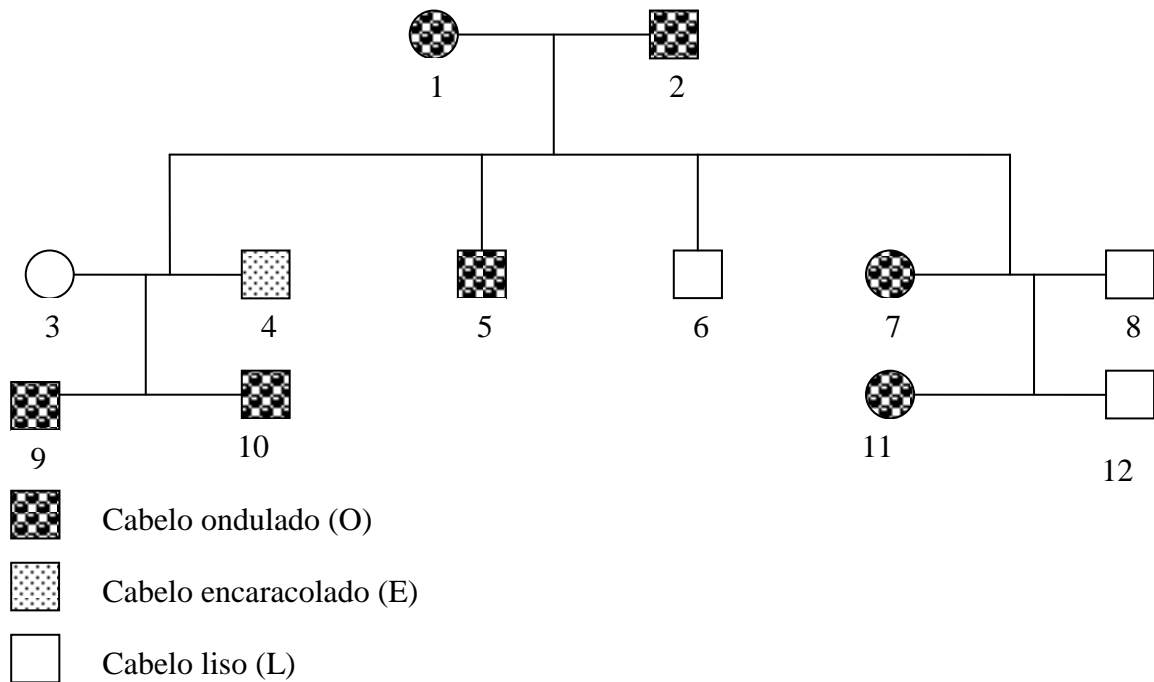 1 2
3 4 5 6 7 8
9 10 11 12
Cabelo ondulado (O)
Cabelo encaracolado (E)
Cabelo liso (L)